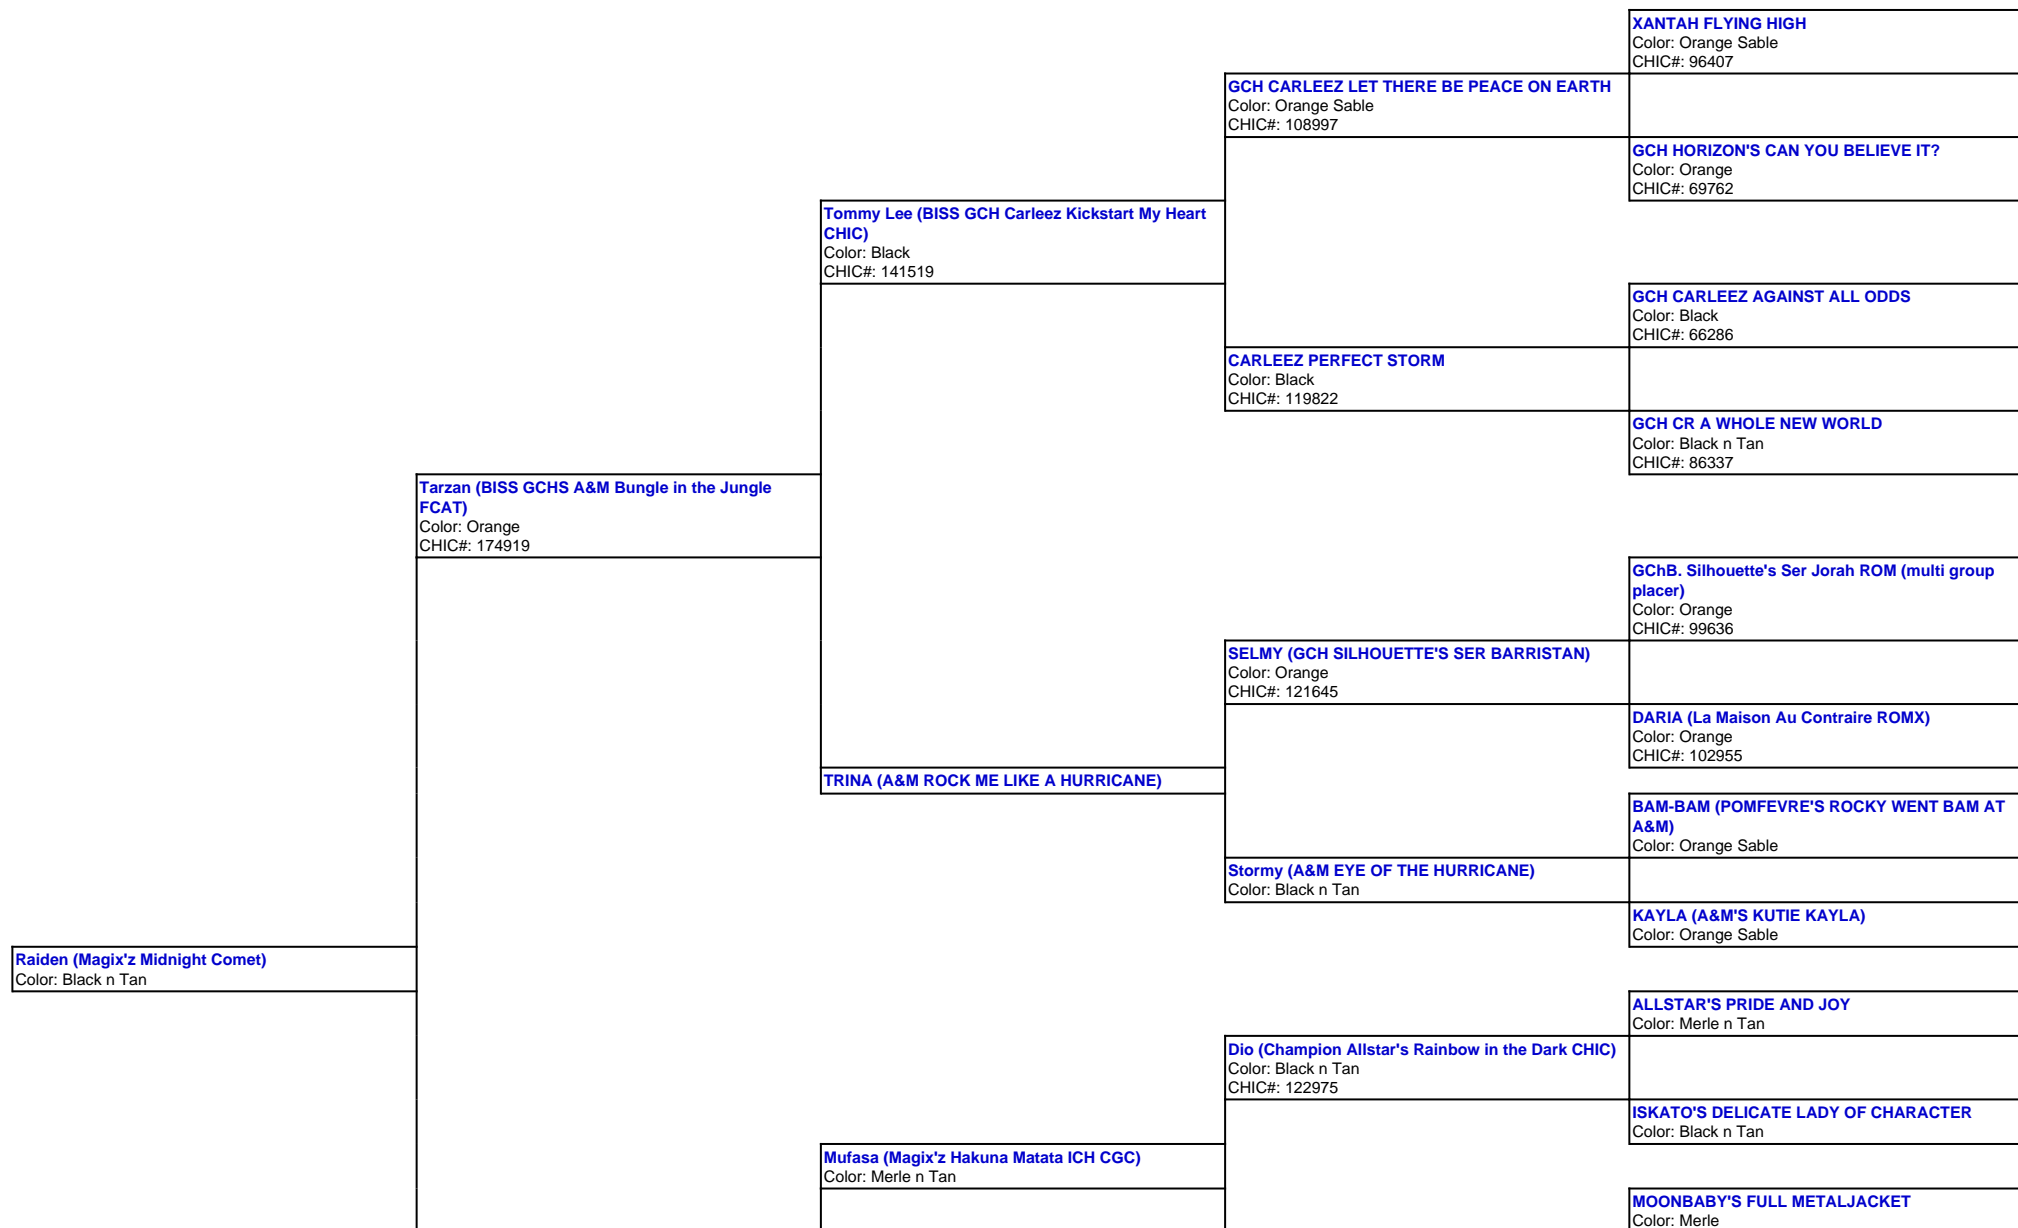 XANTAH FLYING HIGH
Color: Orange Sable
CHIC#: 96407
GCH CARLEEZ LET THERE BE PEACE ON EARTH
Color: Orange Sable
CHIC#: 108997
GCH HORIZON'S CAN YOU BELIEVE IT?
Color: Orange
CHIC#: 69762
Tommy Lee (BISS GCH Carleez Kickstart My Heart
CHIC)
Color: Black
CHIC#: 141519
GCH CARLEEZ AGAINST ALL ODDS
Color: Black
CHIC#: 66286
CARLEEZ PERFECT STORM
Color: Black
CHIC#: 119822
GCH CR A WHOLE NEW WORLD
Color: Black n Tan
CHIC#: 86337
Tarzan (BISS GCHS A&M Bungle in the Jungle
FCAT)
Color: Orange
CHIC#: 174919
GChB. Silhouette's Ser Jorah ROM (multi group
placer)
Color: Orange
CHIC#: 99636
SELMY (GCH SILHOUETTE'S SER BARRISTAN)
Color: Orange
CHIC#: 121645
DARIA (La Maison Au Contraire ROMX)
Color: Orange
CHIC#: 102955
TRINA (A&M ROCK ME LIKE A HURRICANE)
BAM-BAM (POMFEVRE'S ROCKY WENT BAM AT
A&M)
Color: Orange Sable
Stormy (A&M EYE OF THE HURRICANE)
Color: Black n Tan
KAYLA (A&M'S KUTIE KAYLA)
Color: Orange Sable
Raiden (Magix'z Midnight Comet)
Color: Black n Tan
ALLSTAR'S PRIDE AND JOY
Color: Merle n Tan
Dio (Champion Allstar's Rainbow in the Dark CHIC)
Color: Black n Tan
CHIC#: 122975
ISKATO'S DELICATE LADY OF CHARACTER
Color: Black n Tan
Mufasa (Magix'z Hakuna Matata ICH CGC)
Color: Merle n Tan
MOONBABY'S FULL METALJACKET
Color: Merle